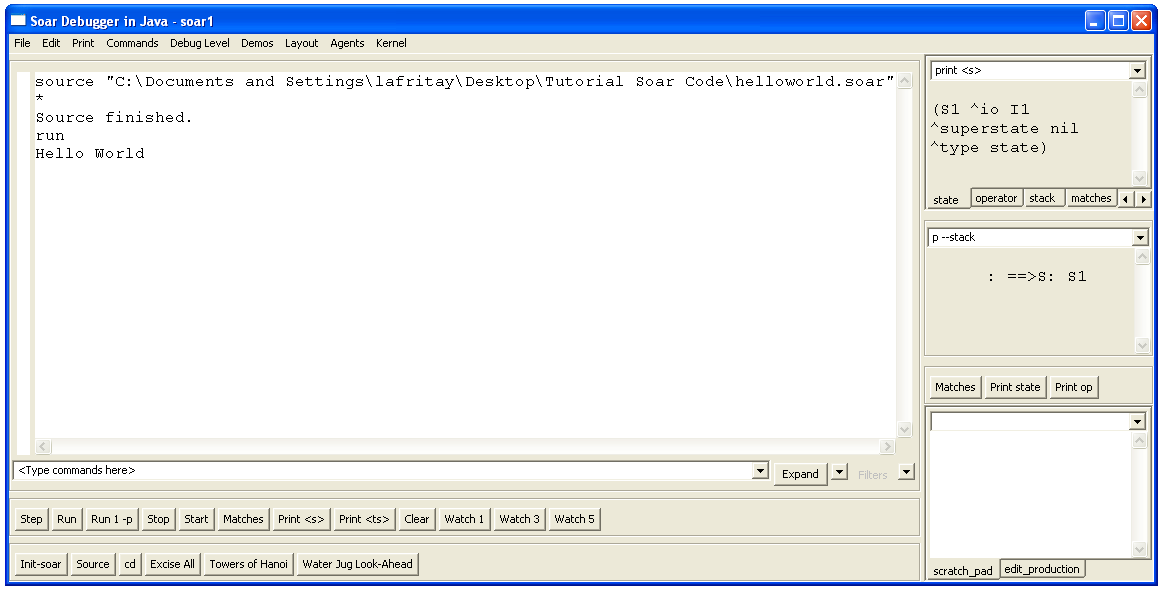 Soar Debugger in Java - soar1
File Edit Print Commands Debug Level Demos Layout Agents Kernel
source "C:\Documents and Settings\lafritay\Desktop\Tutorial Soar Code\helloworld.soar"
*
Source finished.
run
Hello World
<Type commands here>
Expand
Filters
Step Run Run 1 -p Stop Start Matches Print <s> Print <ts> Clear Watch 1 Watch 3 Watch 5
Init-soar Source cd Excise All Towers of Hanoi Water Jug Look-Ahead
print <s>
(S1 ^io I1
^superstate nil
^type state)
state operator stack matches
p --stack
: ==>S: S1
Matches Print state Print op
scratch_pad edit_production